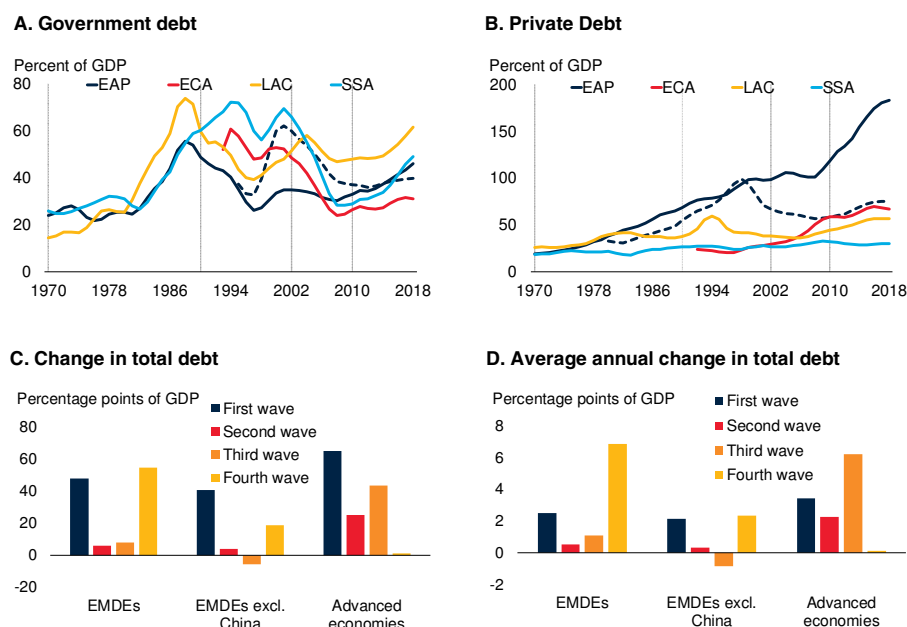 A. Government debt
Percent of GDP
EAP ECA LAC SSA
80
60
40
20
0
1970 1978 1986 1994 2002 2010 2018
B. Private Debt
Percent of GDP
EAP ECA LAC SSA
200
150
100
50
0
1970 1978 1986 1994 2002 2010 2018
C. Change in total debt
Percentage points of GDP
First wave
Second wave
Third wave
Fourth wave
80
60
40
20
0
-20
EMDEs
EMDEs excl.
China
Advanced
economies
D. Average annual change in total debt
Percentage points of GDP
First wave
Second wave
Third wave
Fourth wave
8
6
4
2
0
-2
EMDEs
EMDEs excl.
China
Advanced
economies